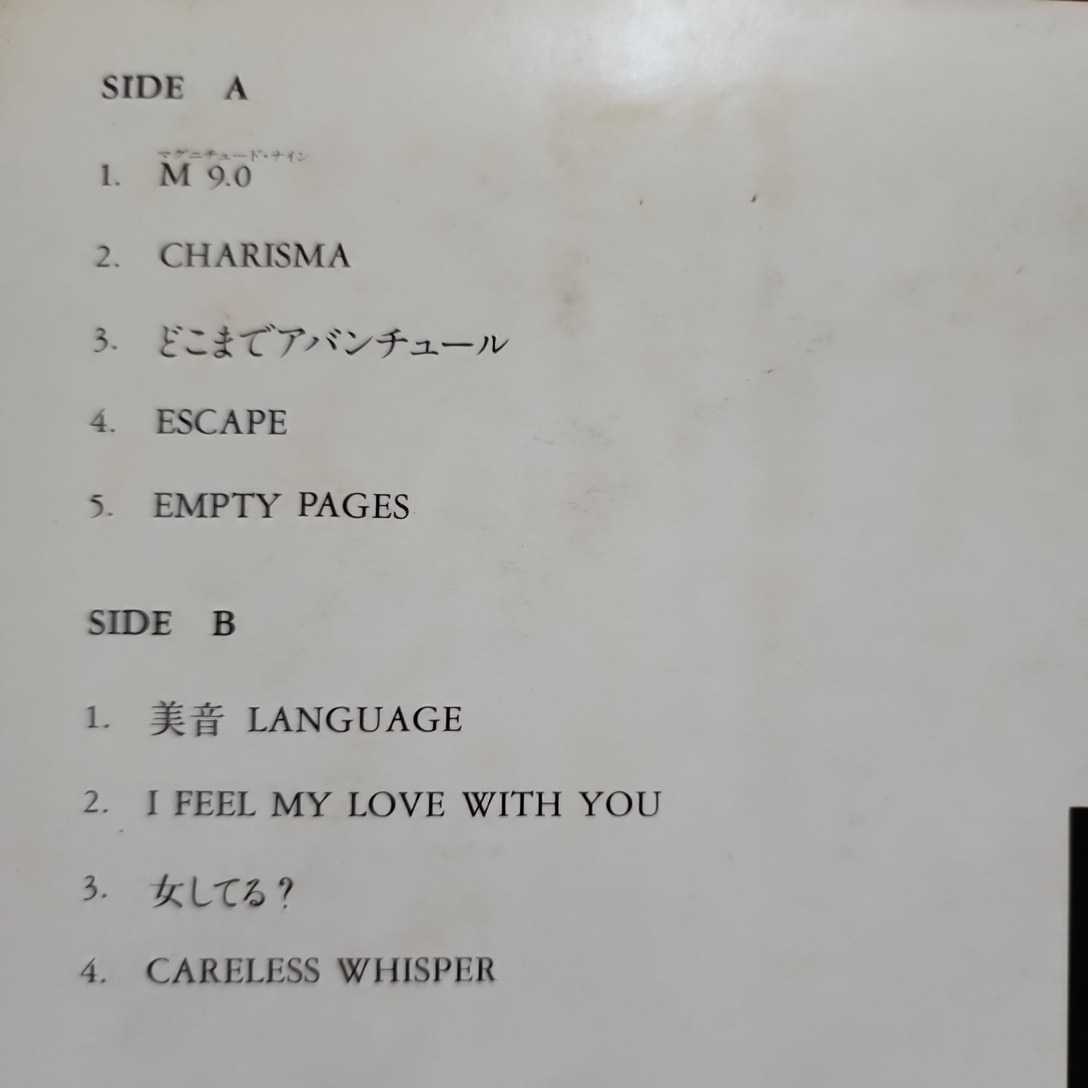 SIDE A
マグニチュード・ナイン
1. M 9.0
2. CHARISMA
3. どこまでアバンチュール
4. ESCAPE
5. EMPTY PAGES
SIDE B
1. 美音 LANGUAGE
2. I FEEL MY LOVE WITH YOU
3. 女してる?
4. CARELESS WHISPER